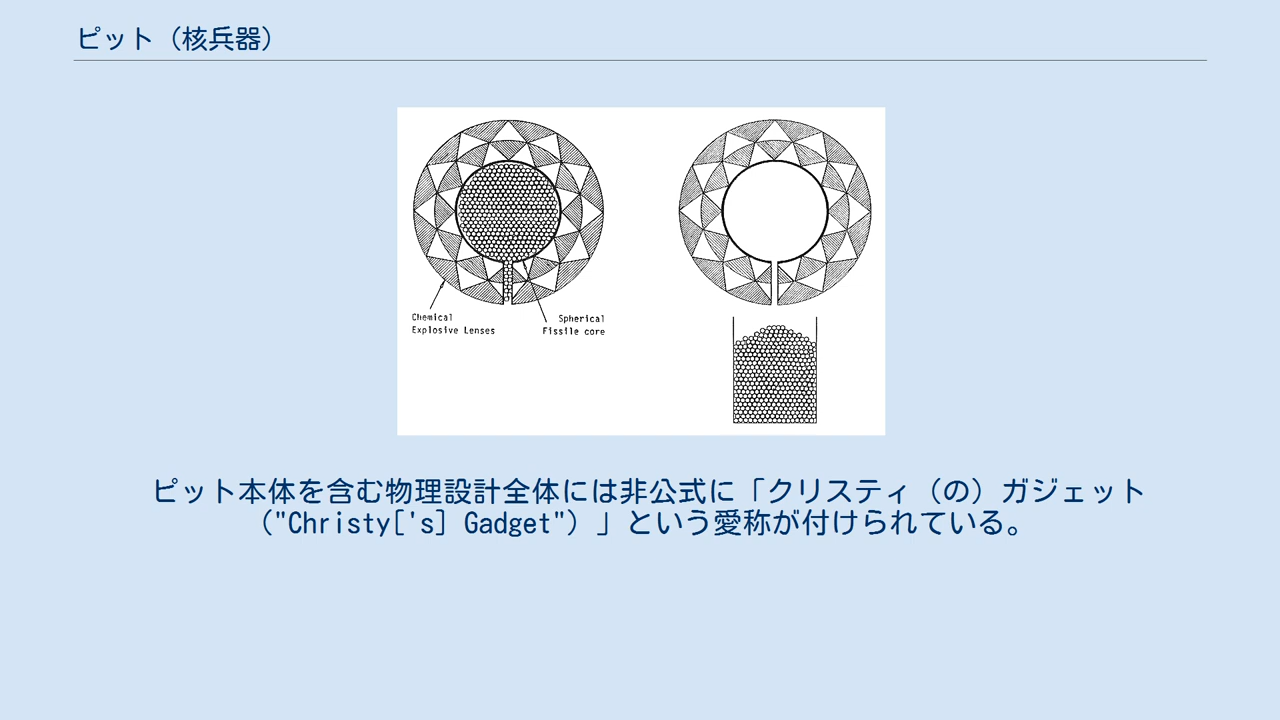 ピット（核兵器）
Chemical
Explosive Lenses
Spherical
Fissile core
ピット本体を含む物理設計全体には非公式に「クリスティ（の）ガジェット
（"Christy['s] Gadget"）」という愛称が付けられている。